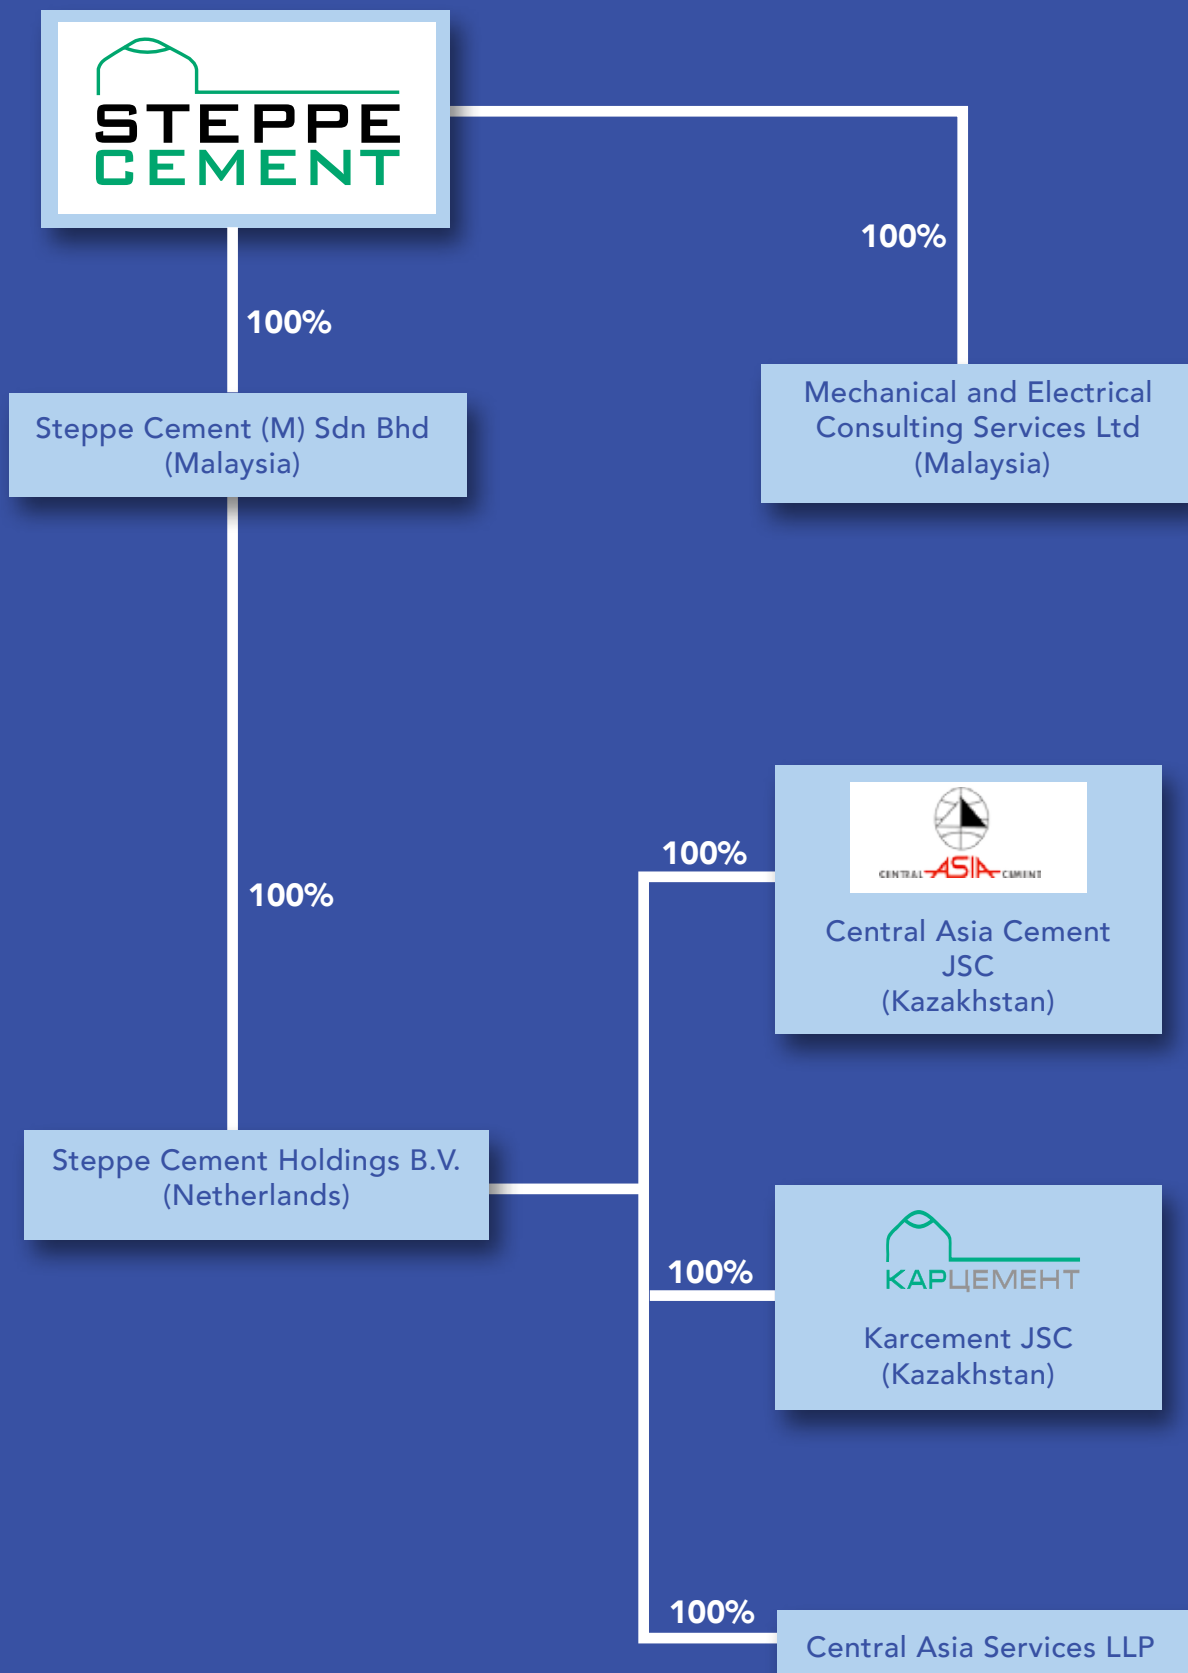 STEPPE
CEMENT
100%
100%
Steppe Cement (M) Sdn Bhd
(Malaysia)
Mechanical and Electrical
Consulting Services Ltd
(Malaysia)
100%
100%
CENTRAL ASIA CEMENT
Central Asia Cement
JSC
(Kazakhstan)
Steppe Cement Holdings B.V.
(Netherlands)
100%
КАРЦЕМЕНТ
Karcement JSC
(Kazakhstan)
100%
Central Asia Services LLP